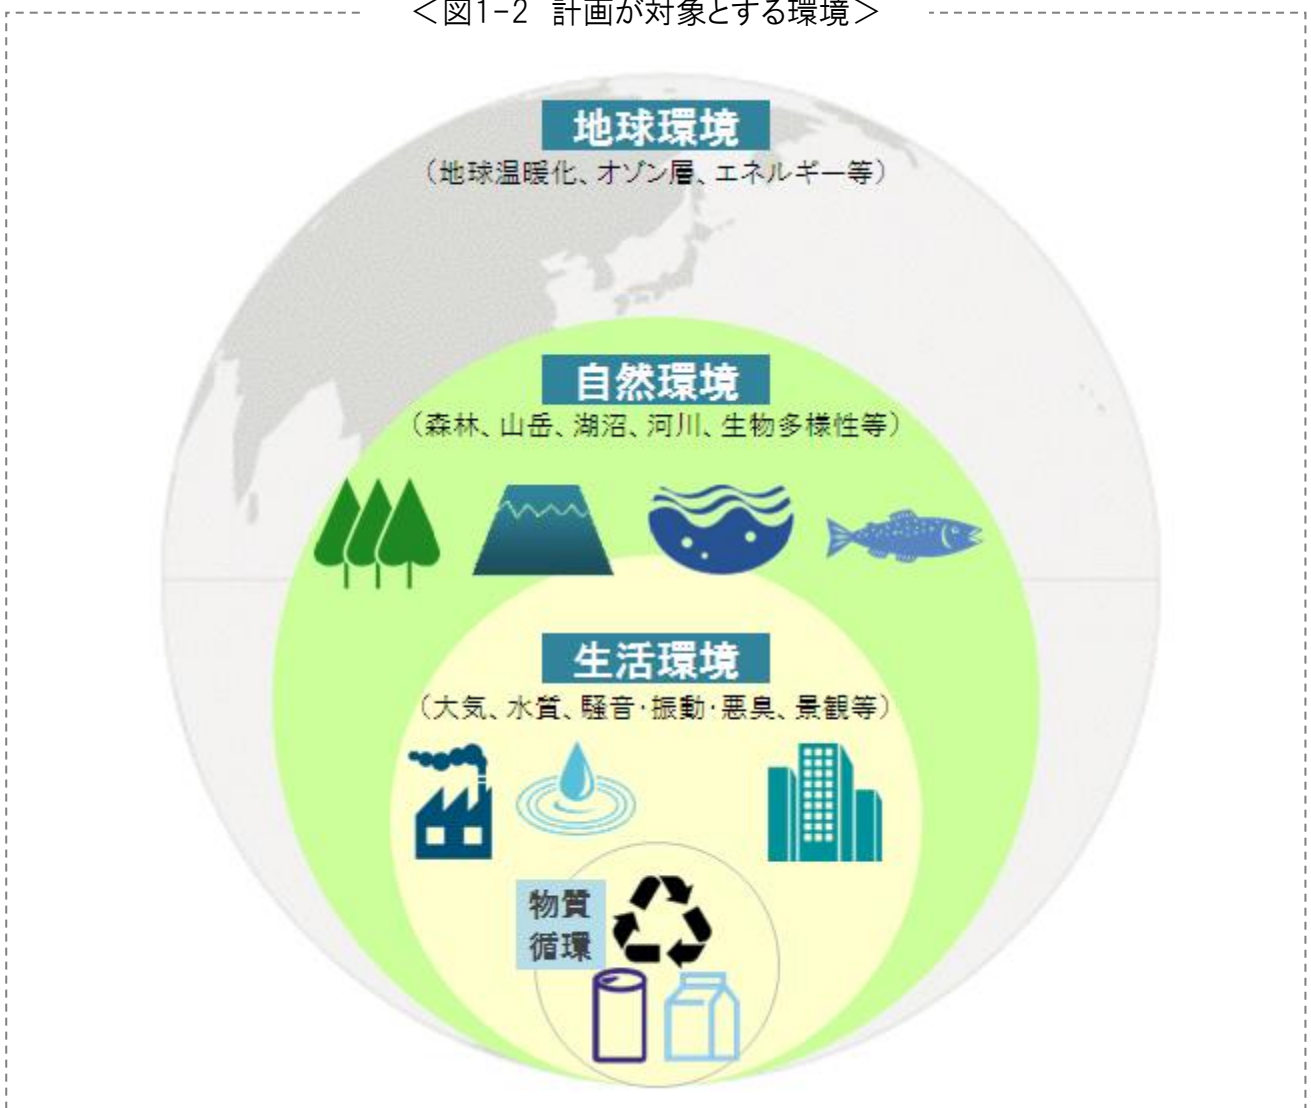 ＜図1-2 計画が対象とする環境＞
地球環境
（地球温暖化、オゾン層、エネルギー等）
自然環境
（森林、山岳、湖沼、河川、生物多様性等）
生活環境
（大気、水質、騒音・振動・悪臭、景観等）
物質
循環